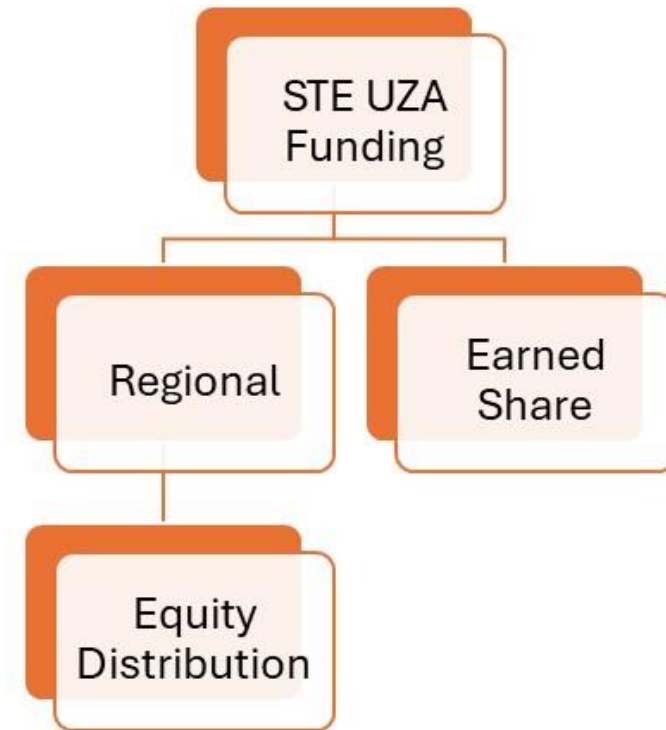 STE UZA
Funding
Regional
Earned
Share
Equity
Distribution